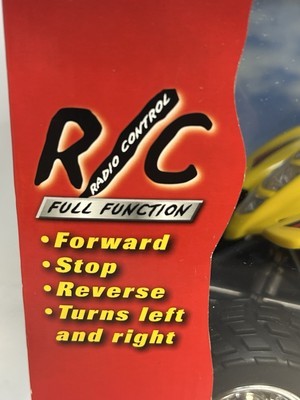 R/C
RADIO CONTROL
FULL FUNCTION
• Forward
• Stop
• Reverse
• Turns left
and right